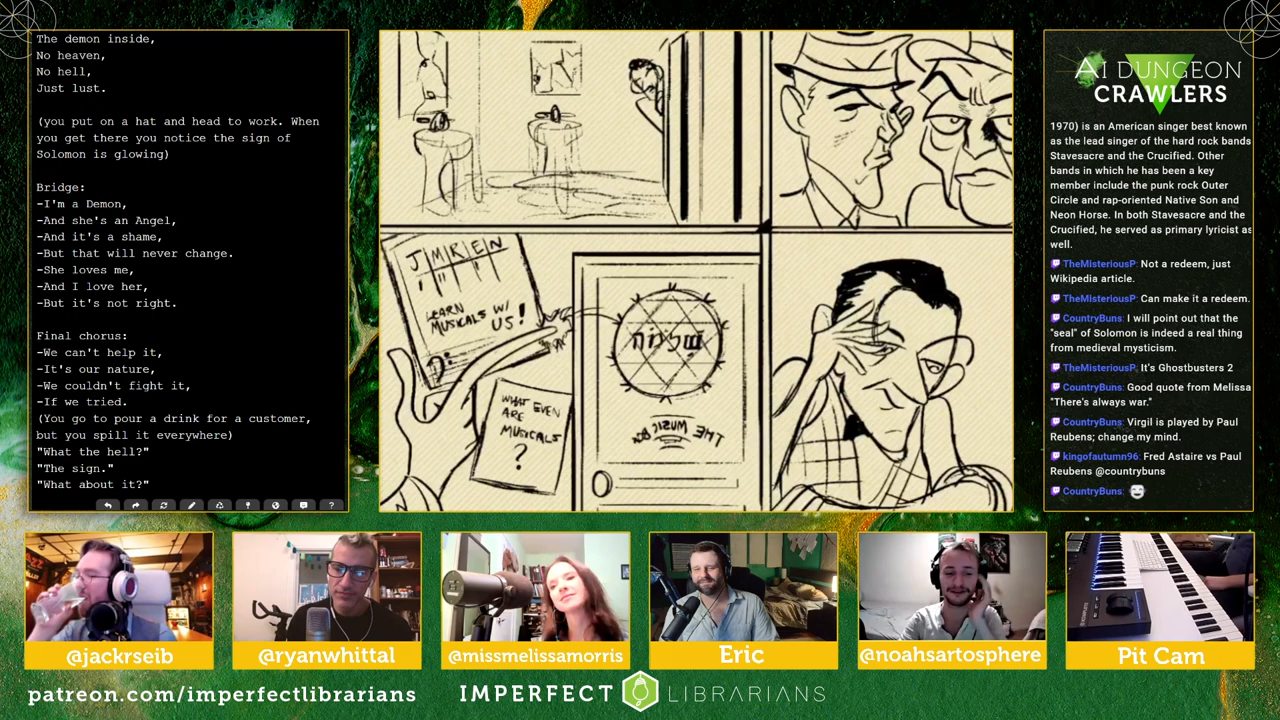 The demon inside,
No heaven,
No hell,
Just lust.
(you put on a hat and head to work. When
you get there you notice the sign of
Solomon is glowing)
Bridge:
-I'm a Demon,
-And she's an Angel,
-And it's a shame,
-But that will never change.
-She loves me,
-And I love her,
-But it's not right.
Final chorus:
-We can't help it,
-It's our nature,
-We couldn't fight it,
-If we tried.
(You go to pour a drink for a customer,
but you spill it everywhere)
"What the hell?"
"The sign."
"What about it?"
?
LEARN
MUSICALS W/
US!
WHAT EVEN
ARE
MUSICALS
?
THE MUSIC BOX
AI DUNGEON
CRAWLERS
1970) is an American singer best known
as the lead singer of the hard rock bands
Stavesacre and the Crucified. Other
bands in which he has been a key
member include the punk rock Outer
Circle and rap-oriented Native Son and
Neon Horse. In both Stavesacre and the
Crucified, he served as primary lyricist as
well.
TheMisteriousP: Not a redeem, just
Wikipedia article.
TheMisteriousP: Can make it a redeem.
CountryBuns: I will point out that the
"seal" of Solomon is indeed a real thing
from medieval mysticism.
TheMisteriousP: It's Ghostbusters 2
CountryBuns: Good quote from Melissa
"There's always war."
CountryBuns: Virgil is played by Paul
Reubens; change my mind.
kingofautumn96: Fred Astaire vs Paul
Reubens @countrybuns
CountryBuns:
@jackrseib
@ryanwhittal
@missmelissamorris
Eric
@noahsartosphere
Pit Cam
patreon.com/imperfectlibrarians
IMPERFECT LIBRARIANS